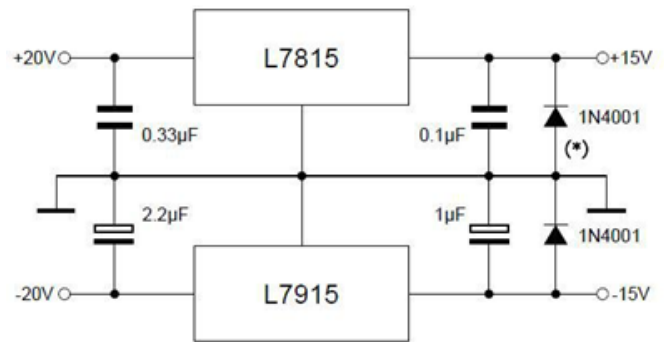 +20V
L7815
+15V
0.33µF
0.1µF
1N4001
(*)
2.2µF
1µF
1N4001
-20V
L7915
-15V